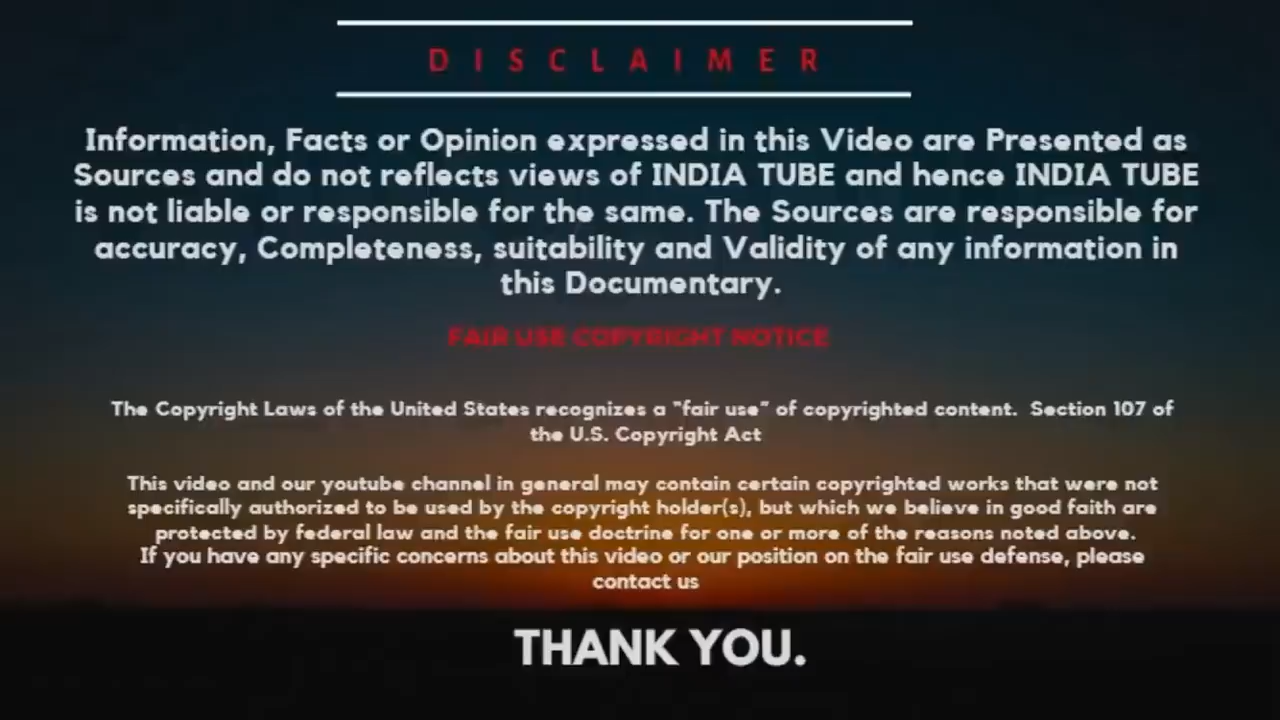 DISCLAIMER
Information, Facts or Opinion expressed in this Video are Presented as
Sources and do not reflects views of INDIA TUBE and hence INDIA TUBE
is not liable or responsible for the same. The Sources are responsible for
accuracy, Completeness, suitability and Validity of any information in
this Documentary.
FAIR USE COPYRIGHT NOTICE
The Copyright Laws of the United States recognizes a "fair use" of copyrighted content. Section 107 of
the U.S. Copyright Act
This video and our youtube channel in general may contain certain copyrighted works that were not
specifically authorized to be used by the copyright holder(s), but which we believe in good faith are
protected by federal law and the fair use doctrine for one or more of the reasons noted above.
If you have any specific concerns about this video or our position on the fair use defense, please
contact us
THANK YOU.